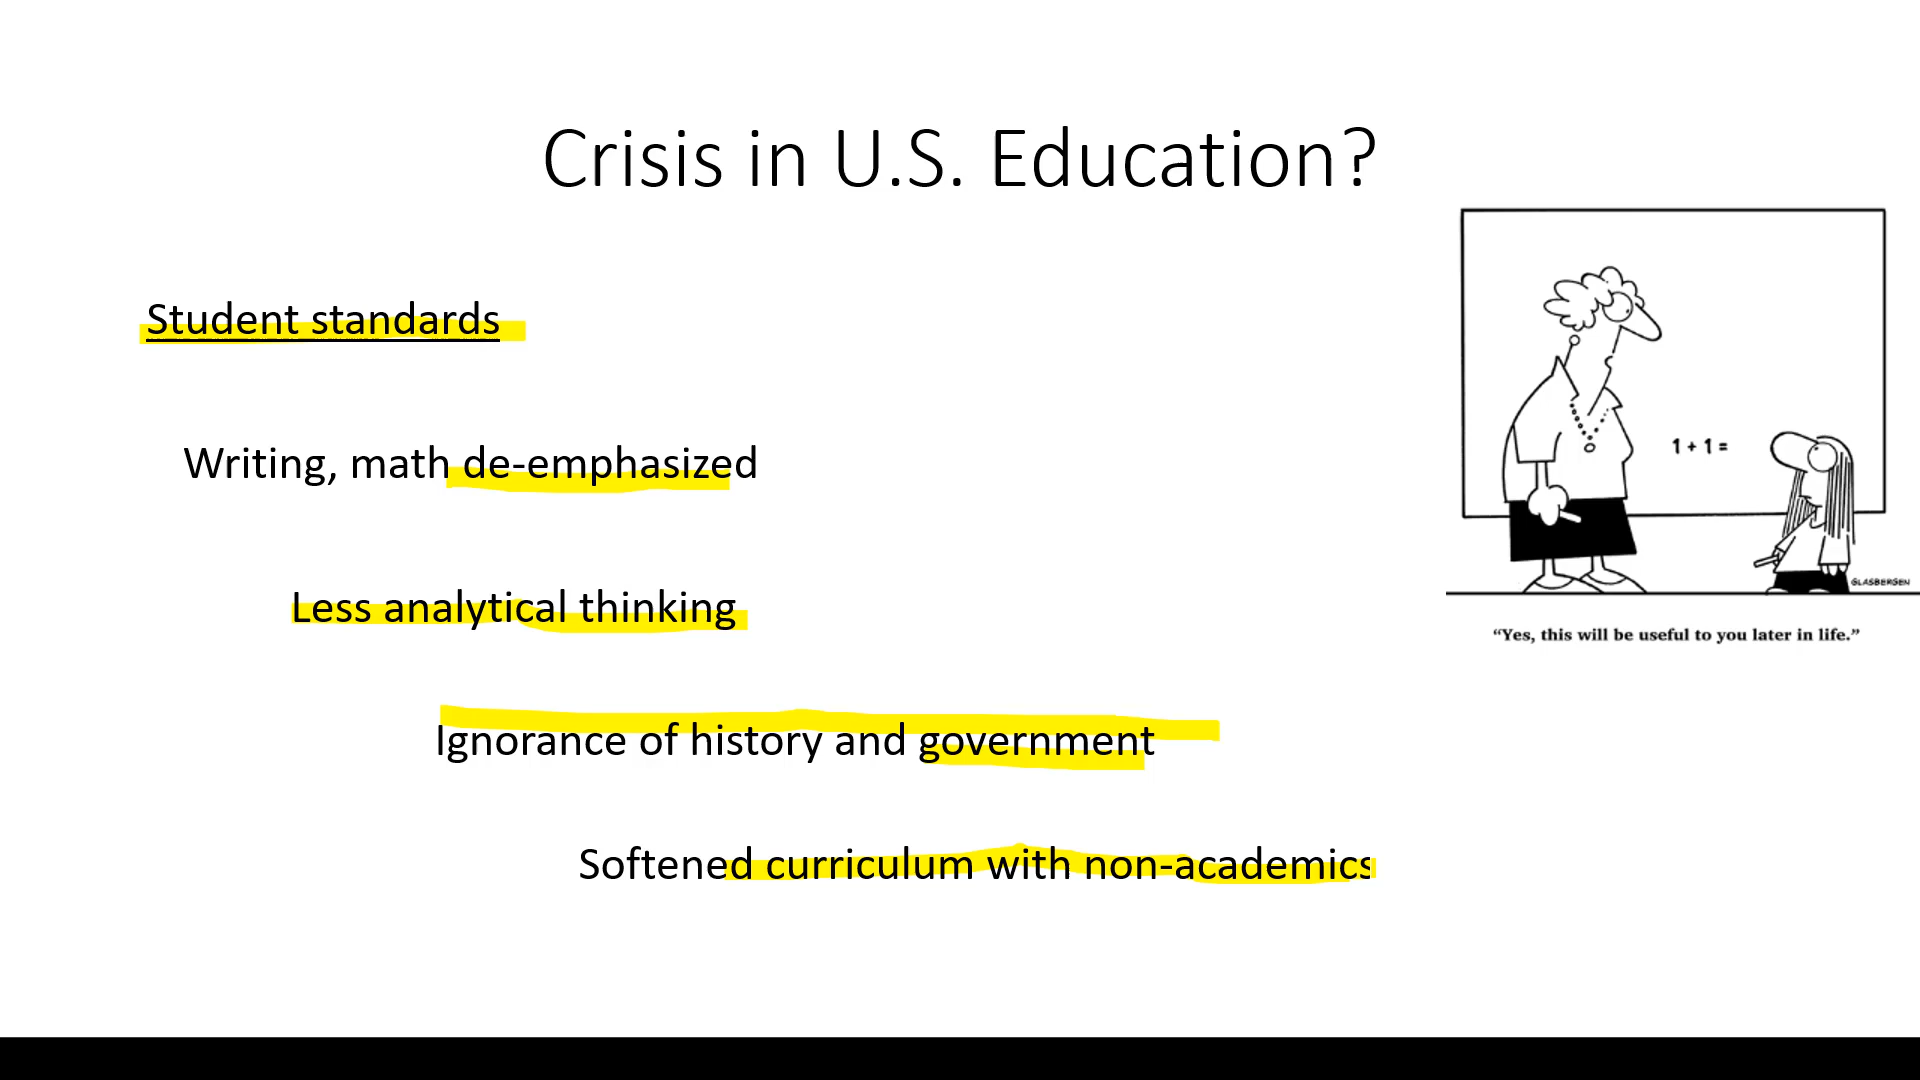 Crisis in U.S. Education?
Student standards
Writing, math de-emphasized
Less analytical thinking
Ignorance of history and government
Softened curriculum with non-academics
1 + 1 =
GLASBERGEN
“Yes, this will be useful to you later in life.”